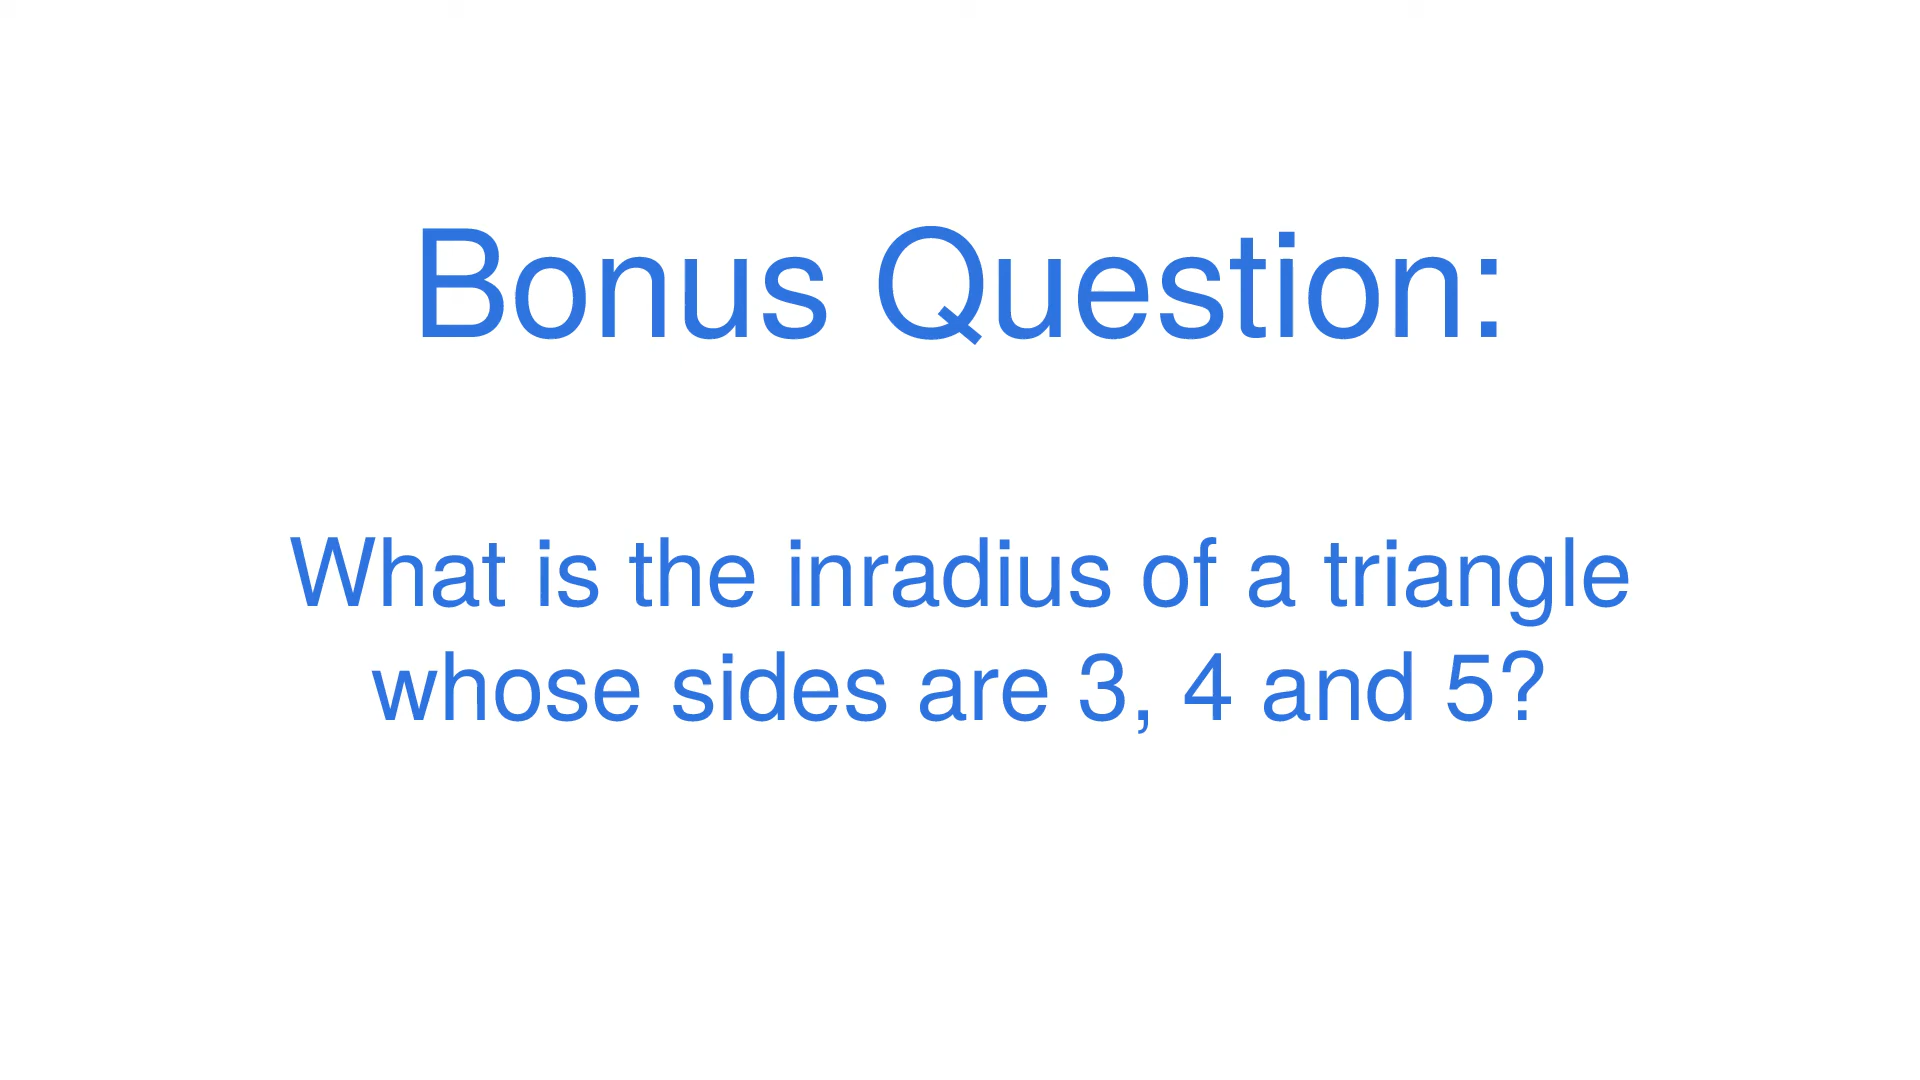 Bonus Question:
What is the inradius of a triangle
whose sides are 3, 4 and 5?